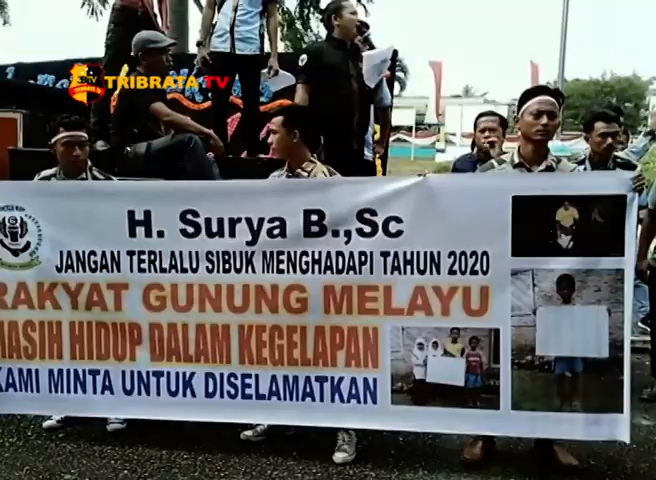 TRIBRATA TV
H. Surya B.,Sc
JANGAN TERLALU SIBUK MENGHADAPI TAHUN 2020
RAKYAT GUNUNG MELAYU
MASIH HIDUP DALAM KEGELAPAN
KAMI MINTA UNTUK DISELAMATKAN